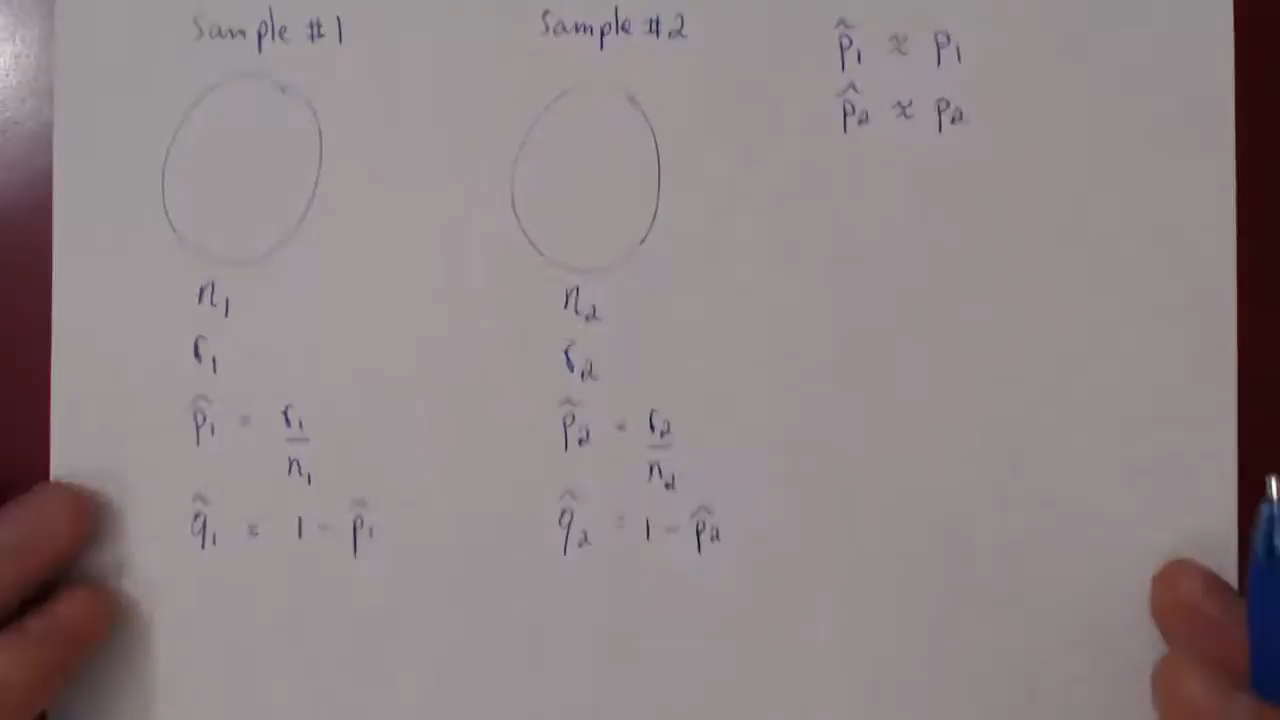 Sample #1
n₁
r₁
p̂₁ = r₁/n₁
q̂₁ = 1 - p̂₁
Sample #2
n₂
r₂
p̂₂ = r₂/n₂
q̂₂ = 1 - p̂₂
p̂₁ ≈ p₁
p̂₂ ≈ p₂